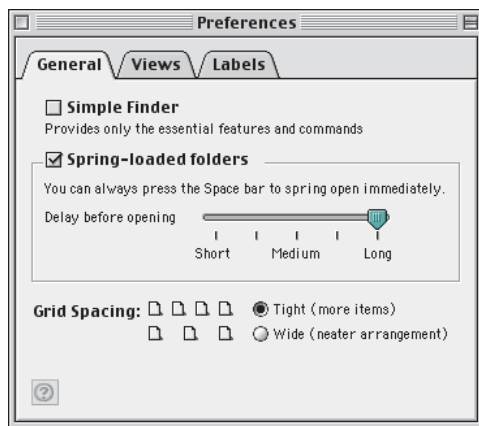 Preferences
General Views Labels
Simple Finder
Provides only the essential features and commands
Spring-loaded folders
You can always press the Space bar to spring open immediately.
Delay before opening
Short Medium Long
Grid Spacing: Tight (more items)
Wide (neater arrangement)
?